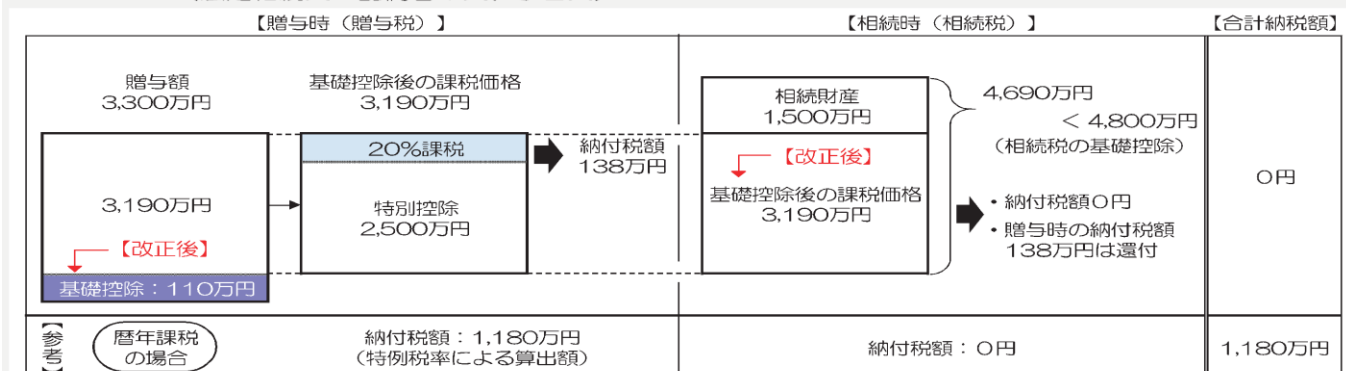 【贈与時（贈与税）】
【相続時（相続税）】
【合計納税額】
贈与額
3,300万円
基礎控除後の課税価格
3,190万円
3,190万円
【改正後】
基礎控除：110万円
20%課税
特別控除
2,500万円
納付税額
138万円
相続財産
1,500万円
【改正後】
基礎控除後の課税価格
3,190万円
4,690万円
＜4,800万円
（相続税の基礎控除）
・納付税額０円
・贈与時の納付税額
138万円は還付
０円
【参考】
暦年課税
の場合
納付税額：1,180万円
（特例税率による算出額）
納付税額：０円
1,180万円